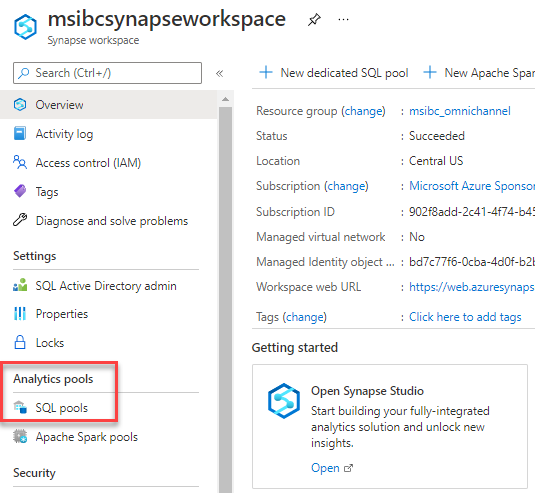 msibcsynapseworkspace
Synapse workspace
Search (Ctrl+/)
Overview
Activity log
Access control (IAM)
Tags
Diagnose and solve problems
Settings
SQL Active Directory admin
Properties
Locks
Analytics pools
SQL pools
Apache Spark pools
Security
New dedicated SQL pool
New Apache Spark
Resource group (change) : msibc_omnichannel
Status : Succeeded
Location : Central US
Subscription (change) : Microsoft Azure Sponsor
Subscription ID : 902f8add-2c41-4f74-b45
Managed virtual network : No
Managed Identity object ... : bd7c77f6-0cba-4d0f-b2b
Workspace web URL : https://web.azuresynaps
Tags (change) : Click here to add tags
Getting started
Open Synapse Studio
Start building your fully-integrated
analytics solution and unlock new
insights.
Open